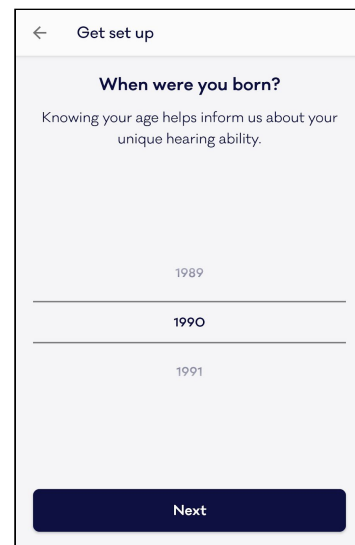 Get set up
When were you born?
Knowing your age helps inform us about your
unique hearing ability.
1989
1990
1991
Next